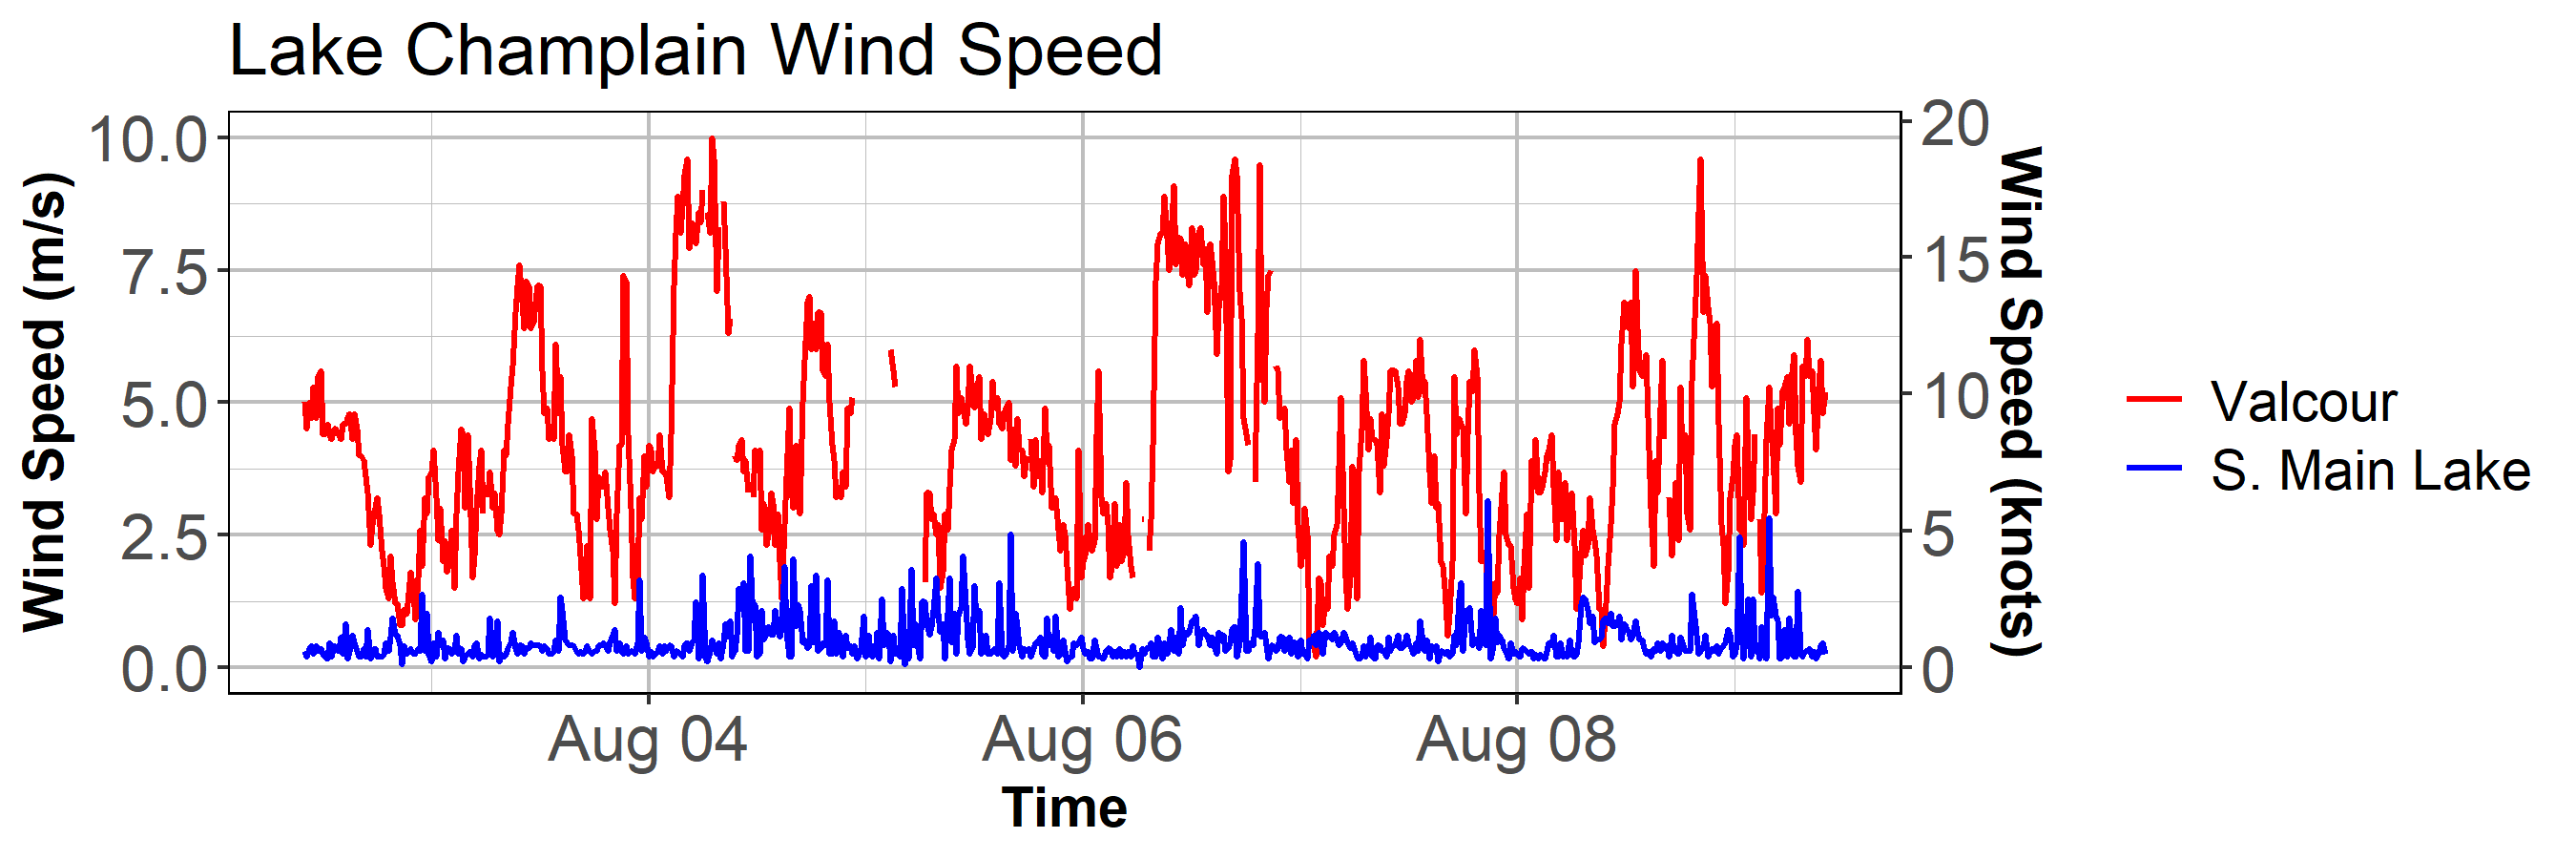 Lake Champlain Wind Speed
Wind Speed (m/s)
10.0
7.5
5.0
2.5
0.0
20
15
10
5
0
Wind Speed (knots)
Aug 04
Aug 06
Aug 08
Time
Valcour
S. Main Lake